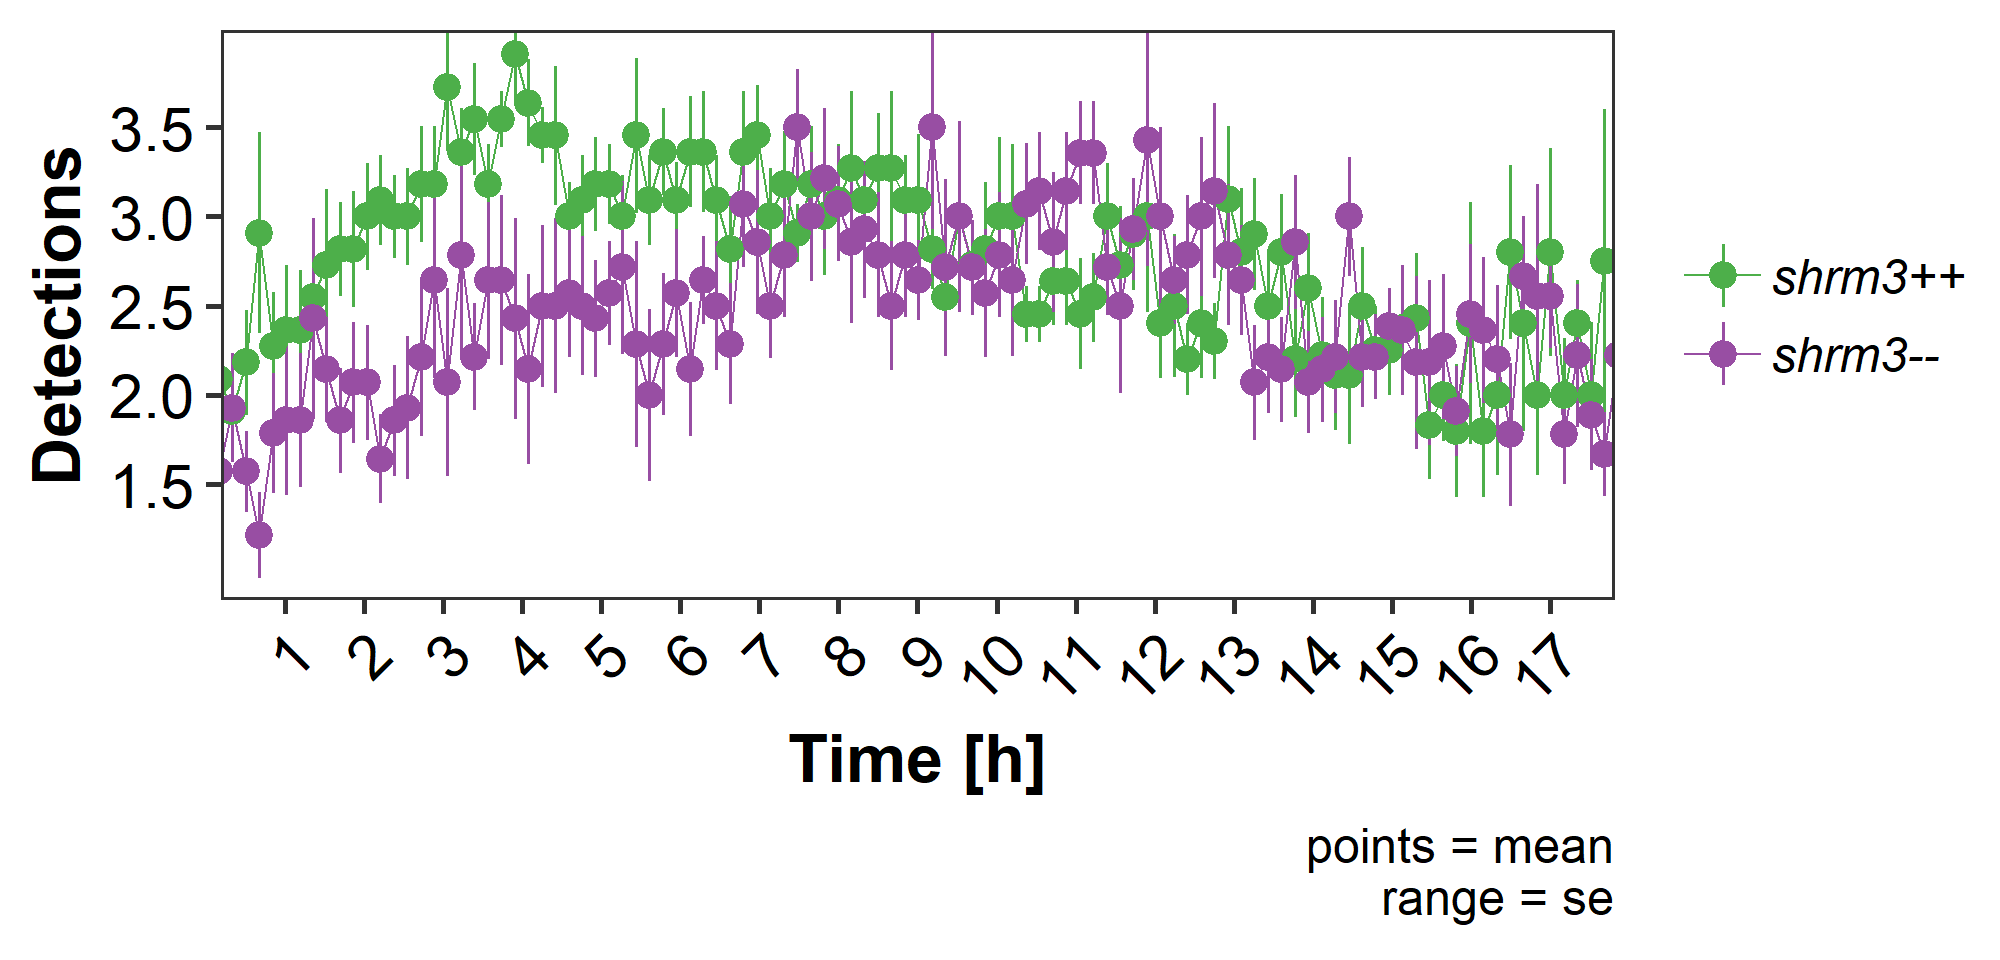 Detections
3.5
3.0
2.5
2.0
1.5
1 2 3 4 5 6 7 8 9 10 11 12 13 14 15 16 17
Time [h]
shrm3++
shrm3--
points = mean
range = se